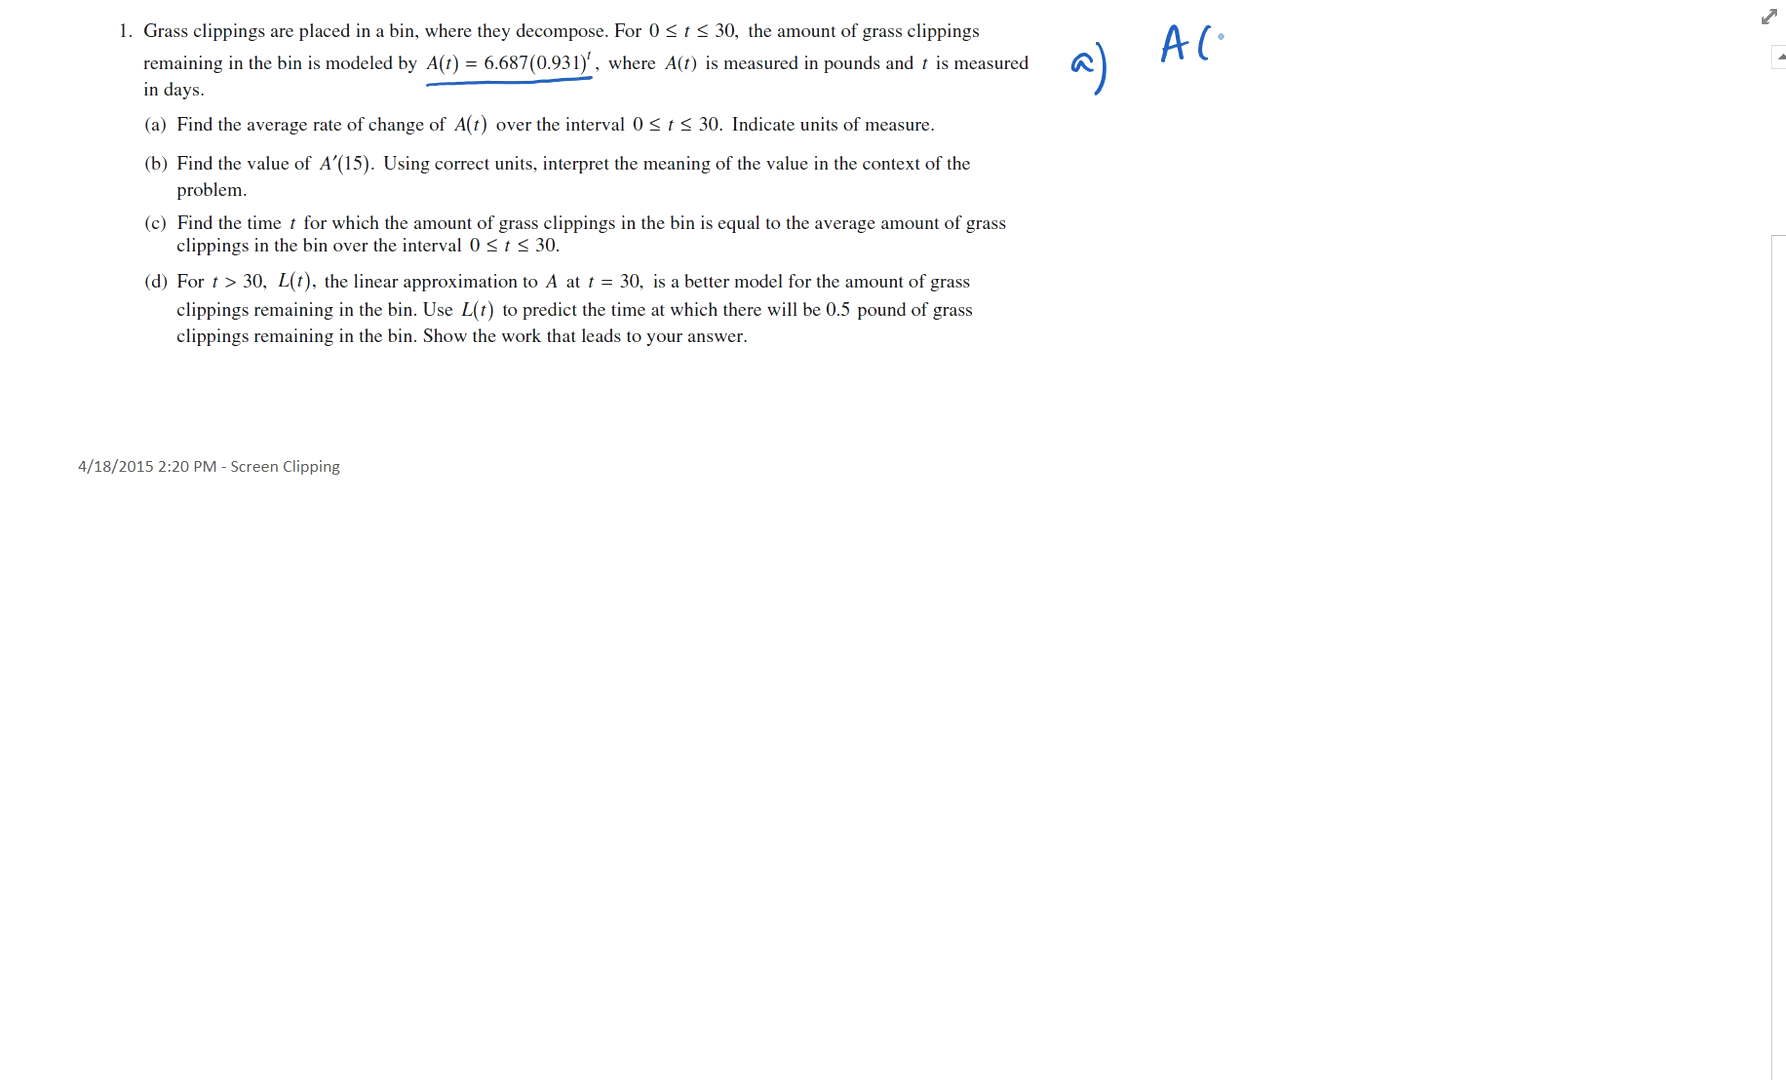 1. Grass clippings are placed in a bin, where they decompose. For 0 ≤ t ≤ 30, the amount of grass clippings
remaining in the bin is modeled by A(t) = 6.687(0.931)^t, where A(t) is measured in pounds and t is measured
in days.
(a) Find the average rate of change of A(t) over the interval 0 ≤ t ≤ 30. Indicate units of measure.
(b) Find the value of A′(15). Using correct units, interpret the meaning of the value in the context of the
problem.
(c) Find the time t for which the amount of grass clippings in the bin is equal to the average amount of grass
clippings in the bin over the interval 0 ≤ t ≤ 30.
(d) For t > 30, L(t), the linear approximation to A at t = 30, is a better model for the amount of grass
clippings remaining in the bin. Use L(t) to predict the time at which there will be 0.5 pound of grass
clippings remaining in the bin. Show the work that leads to your answer.
a) A(
4/18/2015 2:20 PM - Screen Clipping